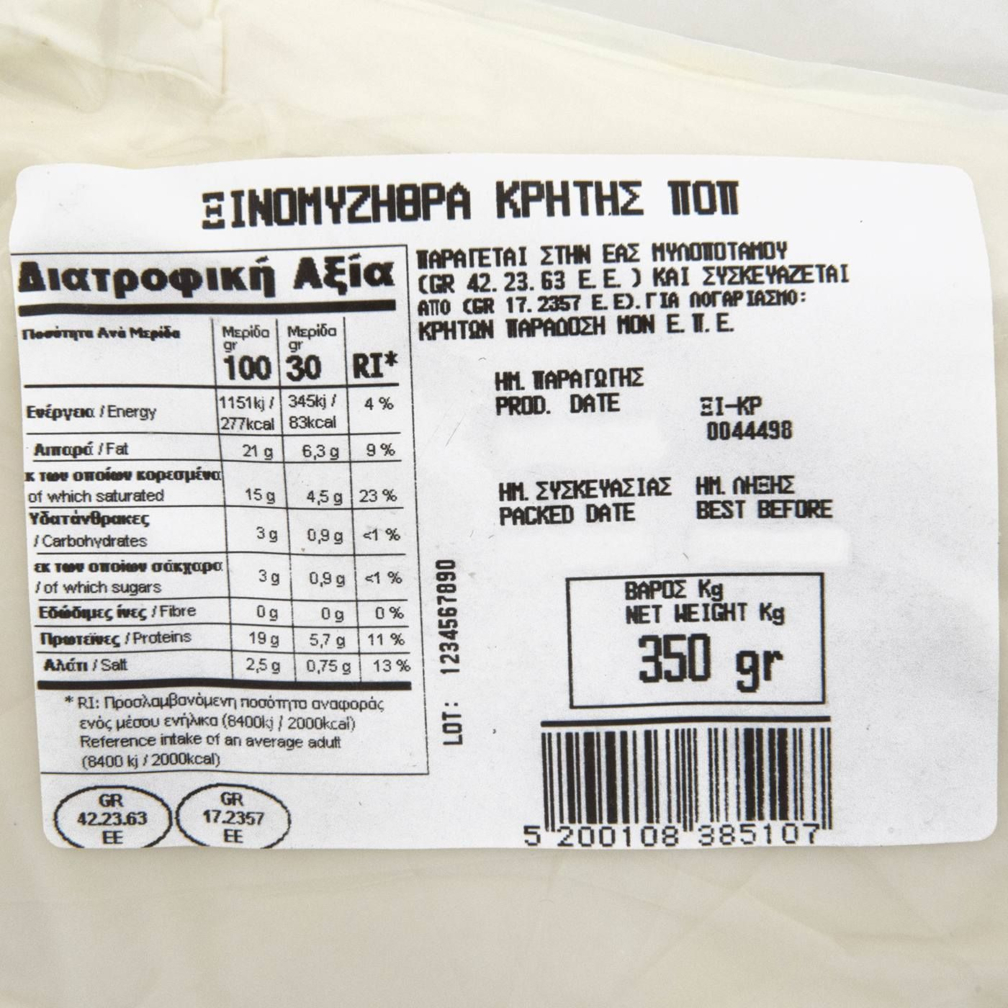 ΞΙΝΟΜΥΖΗΘΡΑ ΚΡΗΤΗΣ ΠΟΠ
Διατροφική Αξία
Ποσότητα Ανά Μερίδα
Μερίδα gr 100
Μερίδα gr 30
RI*
Ενέργεια / Energy 1151kj / 277kcal 345kj / 83kcal 4 %
Λιπαρά / Fat 21 g 6,3 g 9 %
κ των οποίων κορεσμένα
of which saturated 15 g 4,5 g 23 %
Υδατάνθρακες
/ Carbohydrates 3 g 0,9 g <1 %
εκ των οποίων σάκχαρα
/ of which sugars 3 g 0,9 g <1 %
Εδώδιμες ίνες / Fibre 0 g 0 g 0 %
Πρωτεϊνες / Proteins 19 g 5,7 g 11 %
Αλάτι / Salt 2,5 g 0,75 g 13 %
* RI: Προσλαμβανόμενη ποσότητα αναφοράς
ενός μέσου ενήλικα (8400kj / 2000kcal)
Reference intake of an average adult
(8400 kj / 2000kcal)
GR
42.23.63
EE
GR
17.2357
EE
ΠΑΡΑΓΕΤΑΙ ΣΤΗΝ ΕΑΣ ΜΥΛΟΠΟΤΑΜΟΥ
(GR 42.23.63 Ε.Ε.) ΚΑΙ ΣΥΣΚΕΥΑΖΕΤΑΙ
ΑΠΟ (GR 17.2357 Ε.Ε). ΓΙΑ ΛΟΓΑΡΙΑΣΜΟ:
ΚΡΗΤΩΝ ΠΑΡΑΔΟΣΗ ΜΟΝ Ε.Π.Ε.
ΗΜ. ΠΑΡΑΓΩΓΗΣ
PROD. DATE
ΞΙ-ΚΡ
0044498
ΗΜ. ΣΥΣΚΕΥΑΣΙΑΣ
PACKED DATE
ΗΜ. ΛΗΞΗΣ
BEST BEFORE
LOT: 1234567890
ΒΑΡΟΣ Kg
NET WEIGHT Kg
350 gr
5 200108 385107